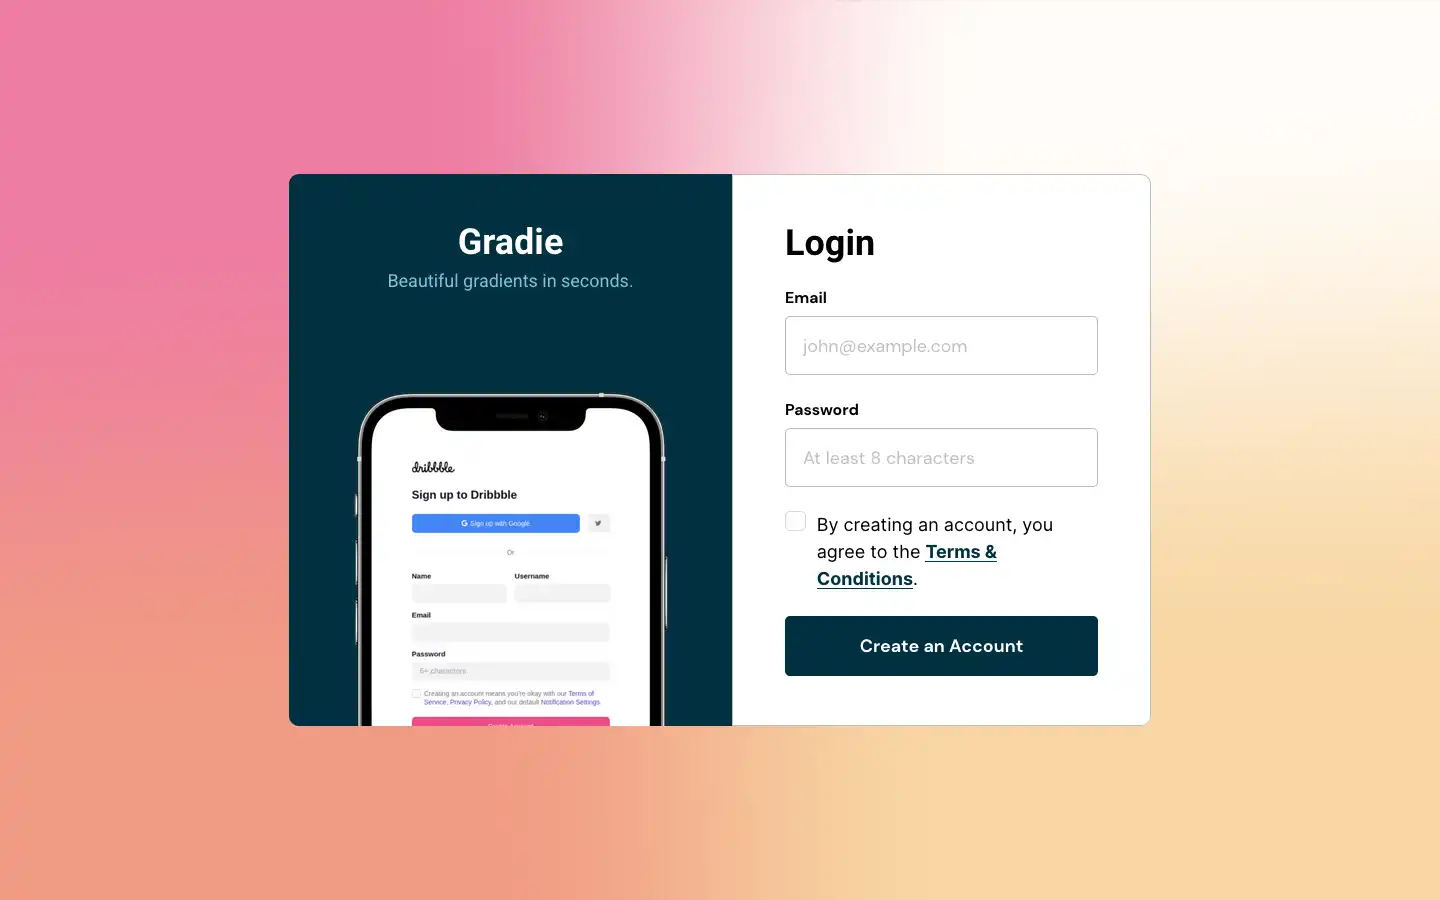 Gradie
Beautiful gradients in seconds.
dribbble
Sign up to Dribbble
G Sign up with Google
Or
Name Username
Email
Password
6+ characters
Creating an account means you're okay with our Terms of
Service, Privacy Policy, and our default Notification Settings.
Create Account
Login
Email
john@example.com
Password
At least 8 characters
By creating an account, you
agree to the Terms &
Conditions.
Create an Account